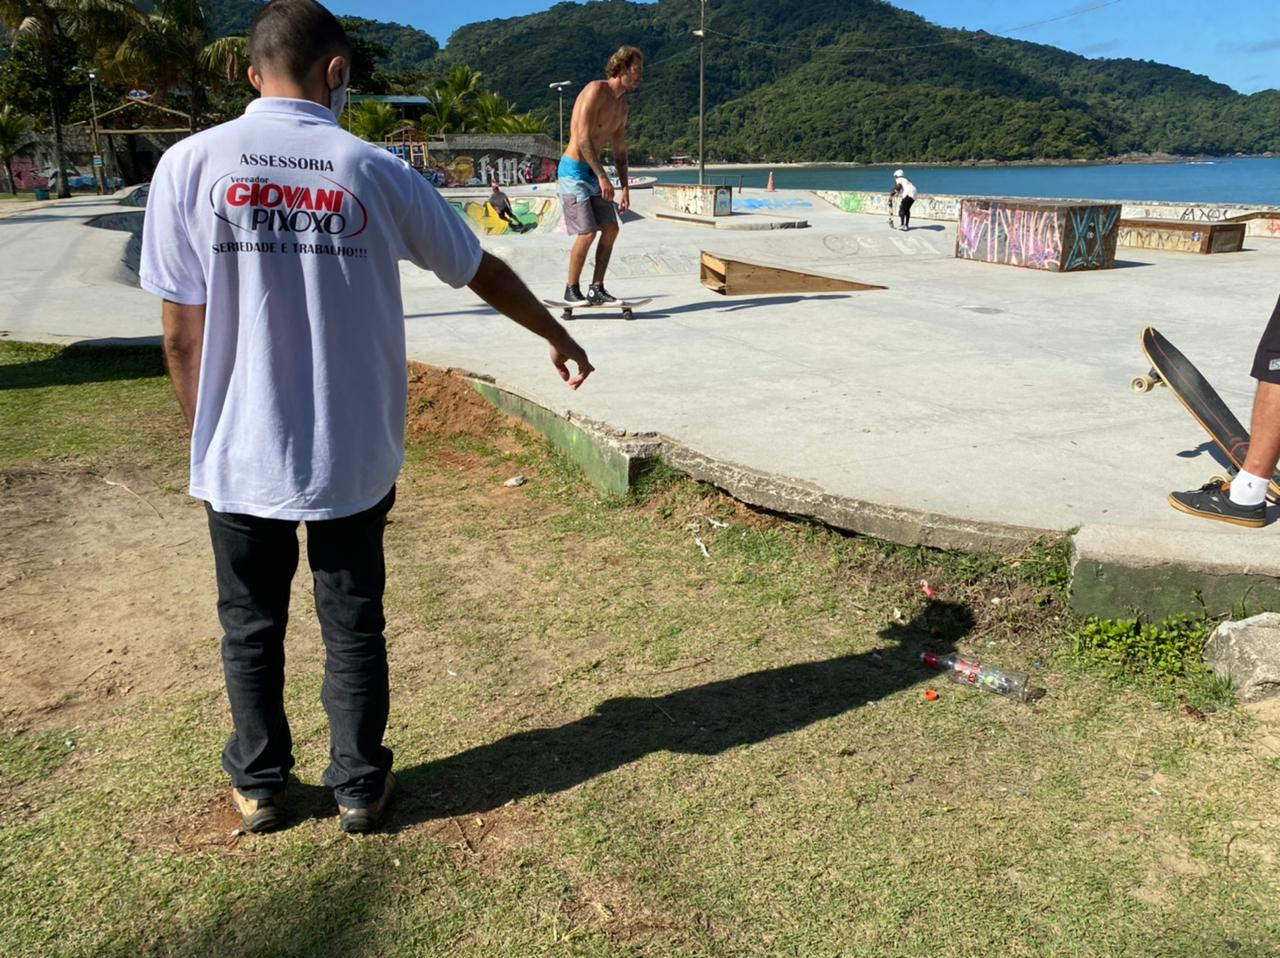 ASSESSORIA
Vereador
GIOVANI
PIXOXO
SERIEDADE E TRABALHO!!!